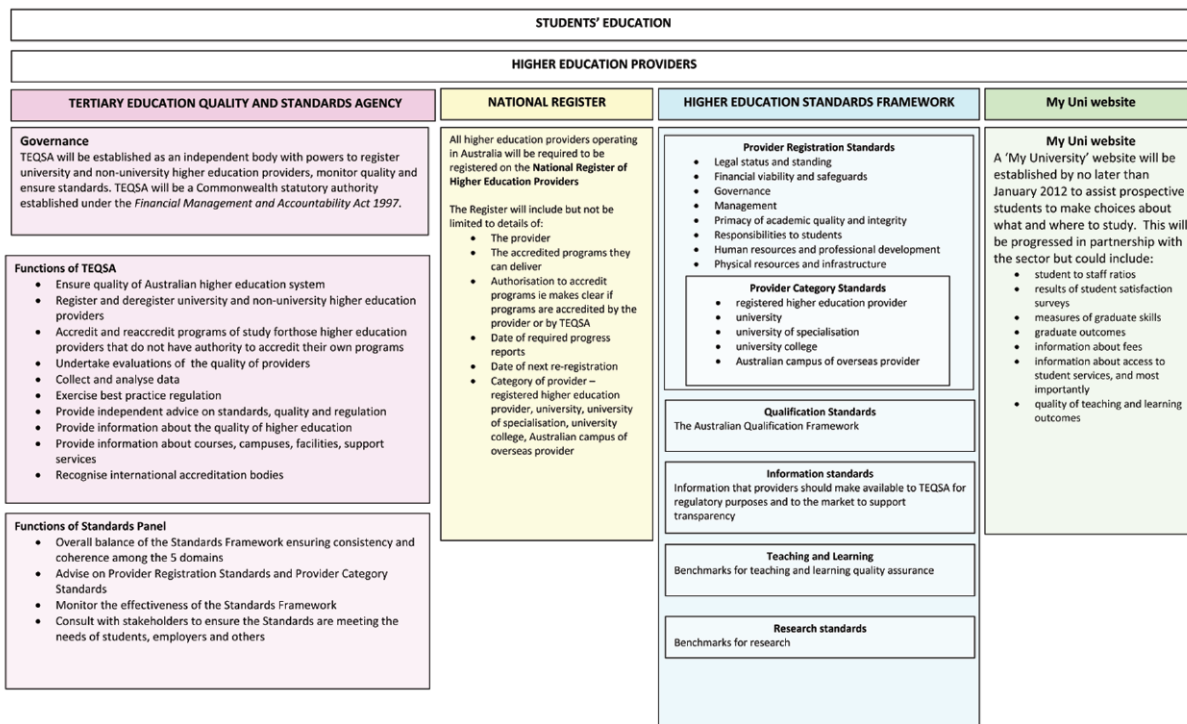 STUDENTS' EDUCATION
HIGHER EDUCATION PROVIDERS
TERTIARY EDUCATION QUALITY AND STANDARDS AGENCY
Governance
TEQSA will be established as an independent body with powers to register
university and non-university higher education providers, monitor quality and
ensure standards. TEQSA will be a Commonwealth statutory authority
established under the Financial Management and Accountability Act 1997.
Functions of TEQSA
• Ensure quality of Australian higher education system
• Register and deregister university and non-university higher education
providers
• Accredit and reaccredit programs of study forthose higher education
providers that do not have authority to accredit their own programs
• Undertake evaluations of the quality of providers
• Collect and analyse data
• Exercise best practice regulation
• Provide independent advice on standards, quality and regulation
• Provide information about the quality of higher education
• Provide information about courses, campuses, facilities, support
services
• Recognise international accreditation bodies
Functions of Standards Panel
• Overall balance of the Standards Framework ensuring consistency and
coherence among the 5 domains
• Advise on Provider Registration Standards and Provider Category
Standards
• Monitor the effectiveness of the Standards Framework
• Consult with stakeholders to ensure the Standards are meeting the
needs of students, employers and others
NATIONAL REGISTER
All higher education providers operating
in Australia will be required to be
registered on the National Register of
Higher Education Providers
The Register will include but not be
limited to details of:
• The provider
• The accredited programs they
can deliver
• Authorisation to accredit
programs ie makes clear if
programs are accredited by the
provider or by TEQSA
• Date of required progress
reports
• Date of next re-registration
• Category of provider –
registered higher education
provider, university, university
of specialisation, university
college, Australian campus of
overseas provider
HIGHER EDUCATION STANDARDS FRAMEWORK
Provider Registration Standards
• Legal status and standing
• Financial viability and safeguards
• Governance
• Management
• Primacy of academic quality and integrity
• Responsibilities to students
• Human resources and professional development
• Physical resources and infrastructure
Provider Category Standards
• registered higher education provider
• university
• university of specialisation
• university college
• Australian campus of overseas provider
Qualification Standards
The Australian Qualification Framework
Information standards
Information that providers should make available to TEQSA for
regulatory purposes and to the market to support
transparency
Teaching and Learning
Benchmarks for teaching and learning quality assurance
Research standards
Benchmarks for research
My Uni website
My Uni website
A 'My University' website will be
established by no later than
January 2012 to assist prospective
students to make choices about
what and where to study. This will
be progressed in partnership with
the sector but could include:
• student to staff ratios
• results of student satisfaction
surveys
• measures of graduate skills
• graduate outcomes
• information about fees
• information about access to
student services, and most
importantly
• quality of teaching and learning
outcomes